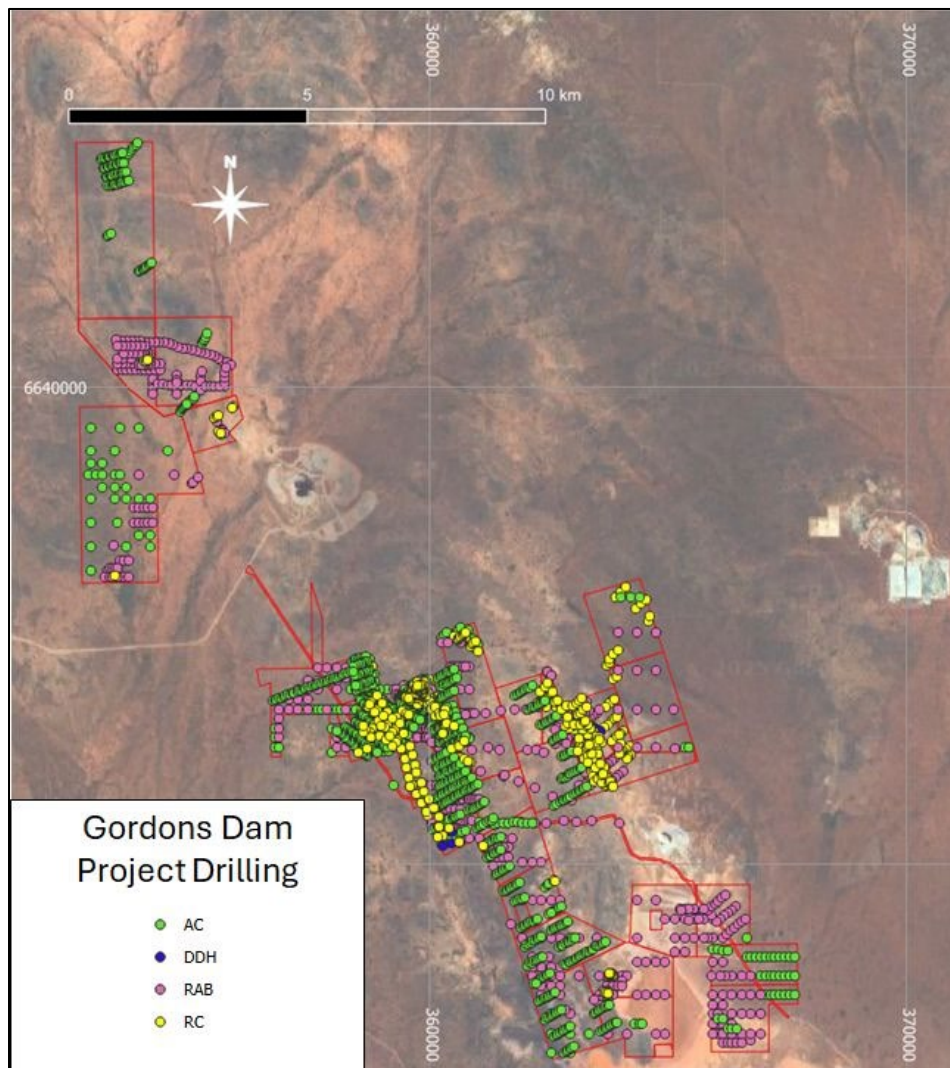 360000
370000
0
5
10 km
N
6640000
Gordons Dam
Project Drilling
AC
DDH
RAB
RC
360000
370000